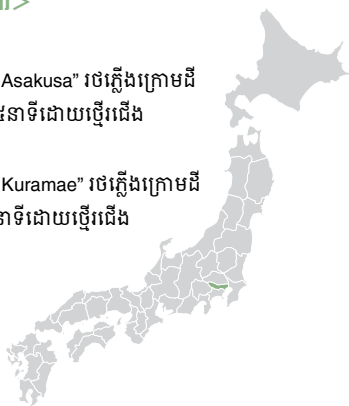 Asakusa” រថភ្លើងក្រោមដី
នាទីដោយថ្មើរជើង
Kuramae” រថភ្លើងក្រោមដី
នាទីដោយថ្មើរជើង